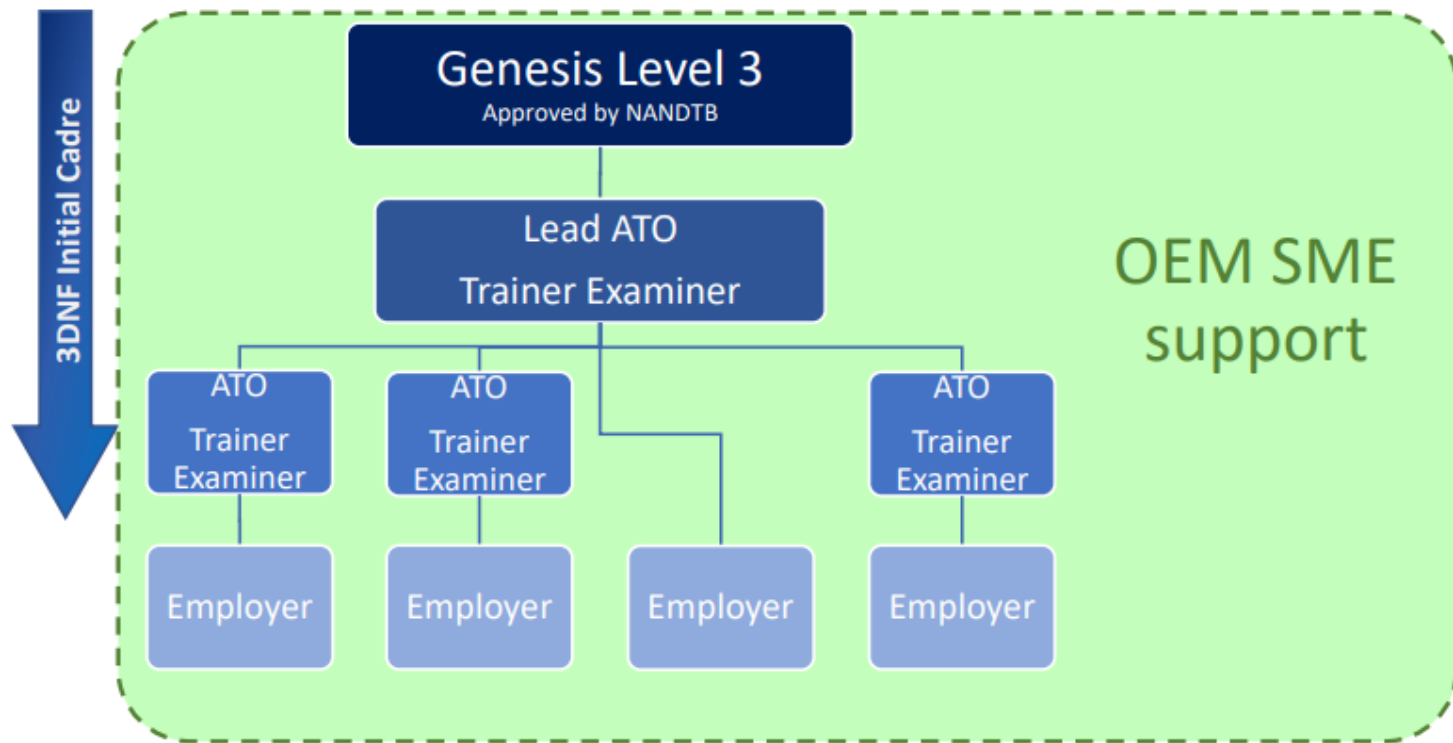 3DNF Initial Cadre
Genesis Level 3
Approved by NANDTB
Lead ATO
Trainer Examiner
OEM SME
support
ATO
Trainer
Examiner
ATO
Trainer
Examiner
ATO
Trainer
Examiner
Employer
Employer
Employer
Employer